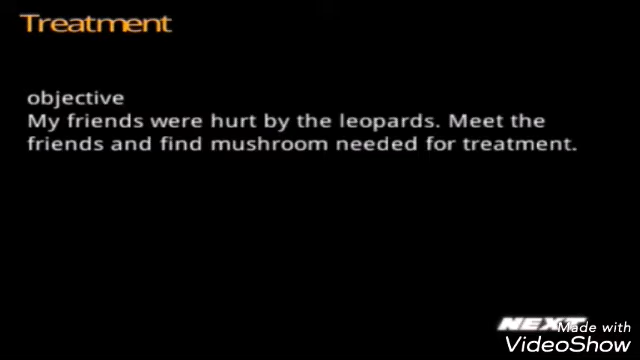 Treatment
objective
My friends were hurt by the leopards. Meet the
friends and find mushroom needed for treatment.
NEXT
Made with
VideoShow